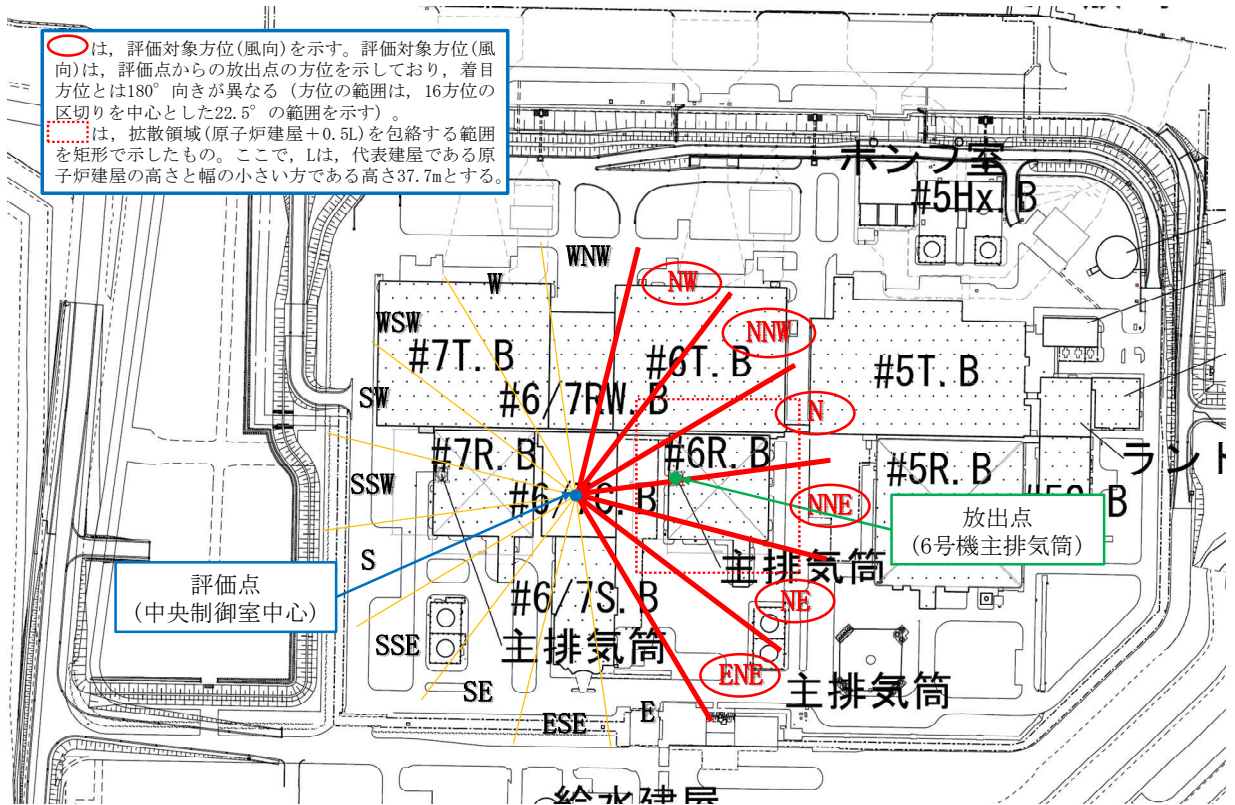 は，評価対象方位(風向)を示す。評価対象方位(風
向)は，評価点からの放出点の方位を示しており，着目
方位とは180°向きが異なる（方位の範囲は，16方位の
区切りを中心とした22.5°の範囲を示す）。
は，拡散領域(原子炉建屋＋0.5L)を包絡する範囲
を矩形で示したもの。ここで，Lは，代表建屋である原
子炉建屋の高さと幅の小さい方である高さ37.7mとする。
ポンプ室
#5Hx.B
WNW
W
NW
WSW
NNW
#7T.B
#6T.B
#5T.B
#6/7RW.B
SW
N
#7R.B
#6R.B
#5R.B
ラント
SSW
#6/7C.B
NNE
放出点
(6号機主排気筒)
S
主排気筒
評価点
(中央制御室中心)
#6/7S.B
NE
SSE
主排気筒
ENE
SE
主排気筒
E
ESE
給水建屋